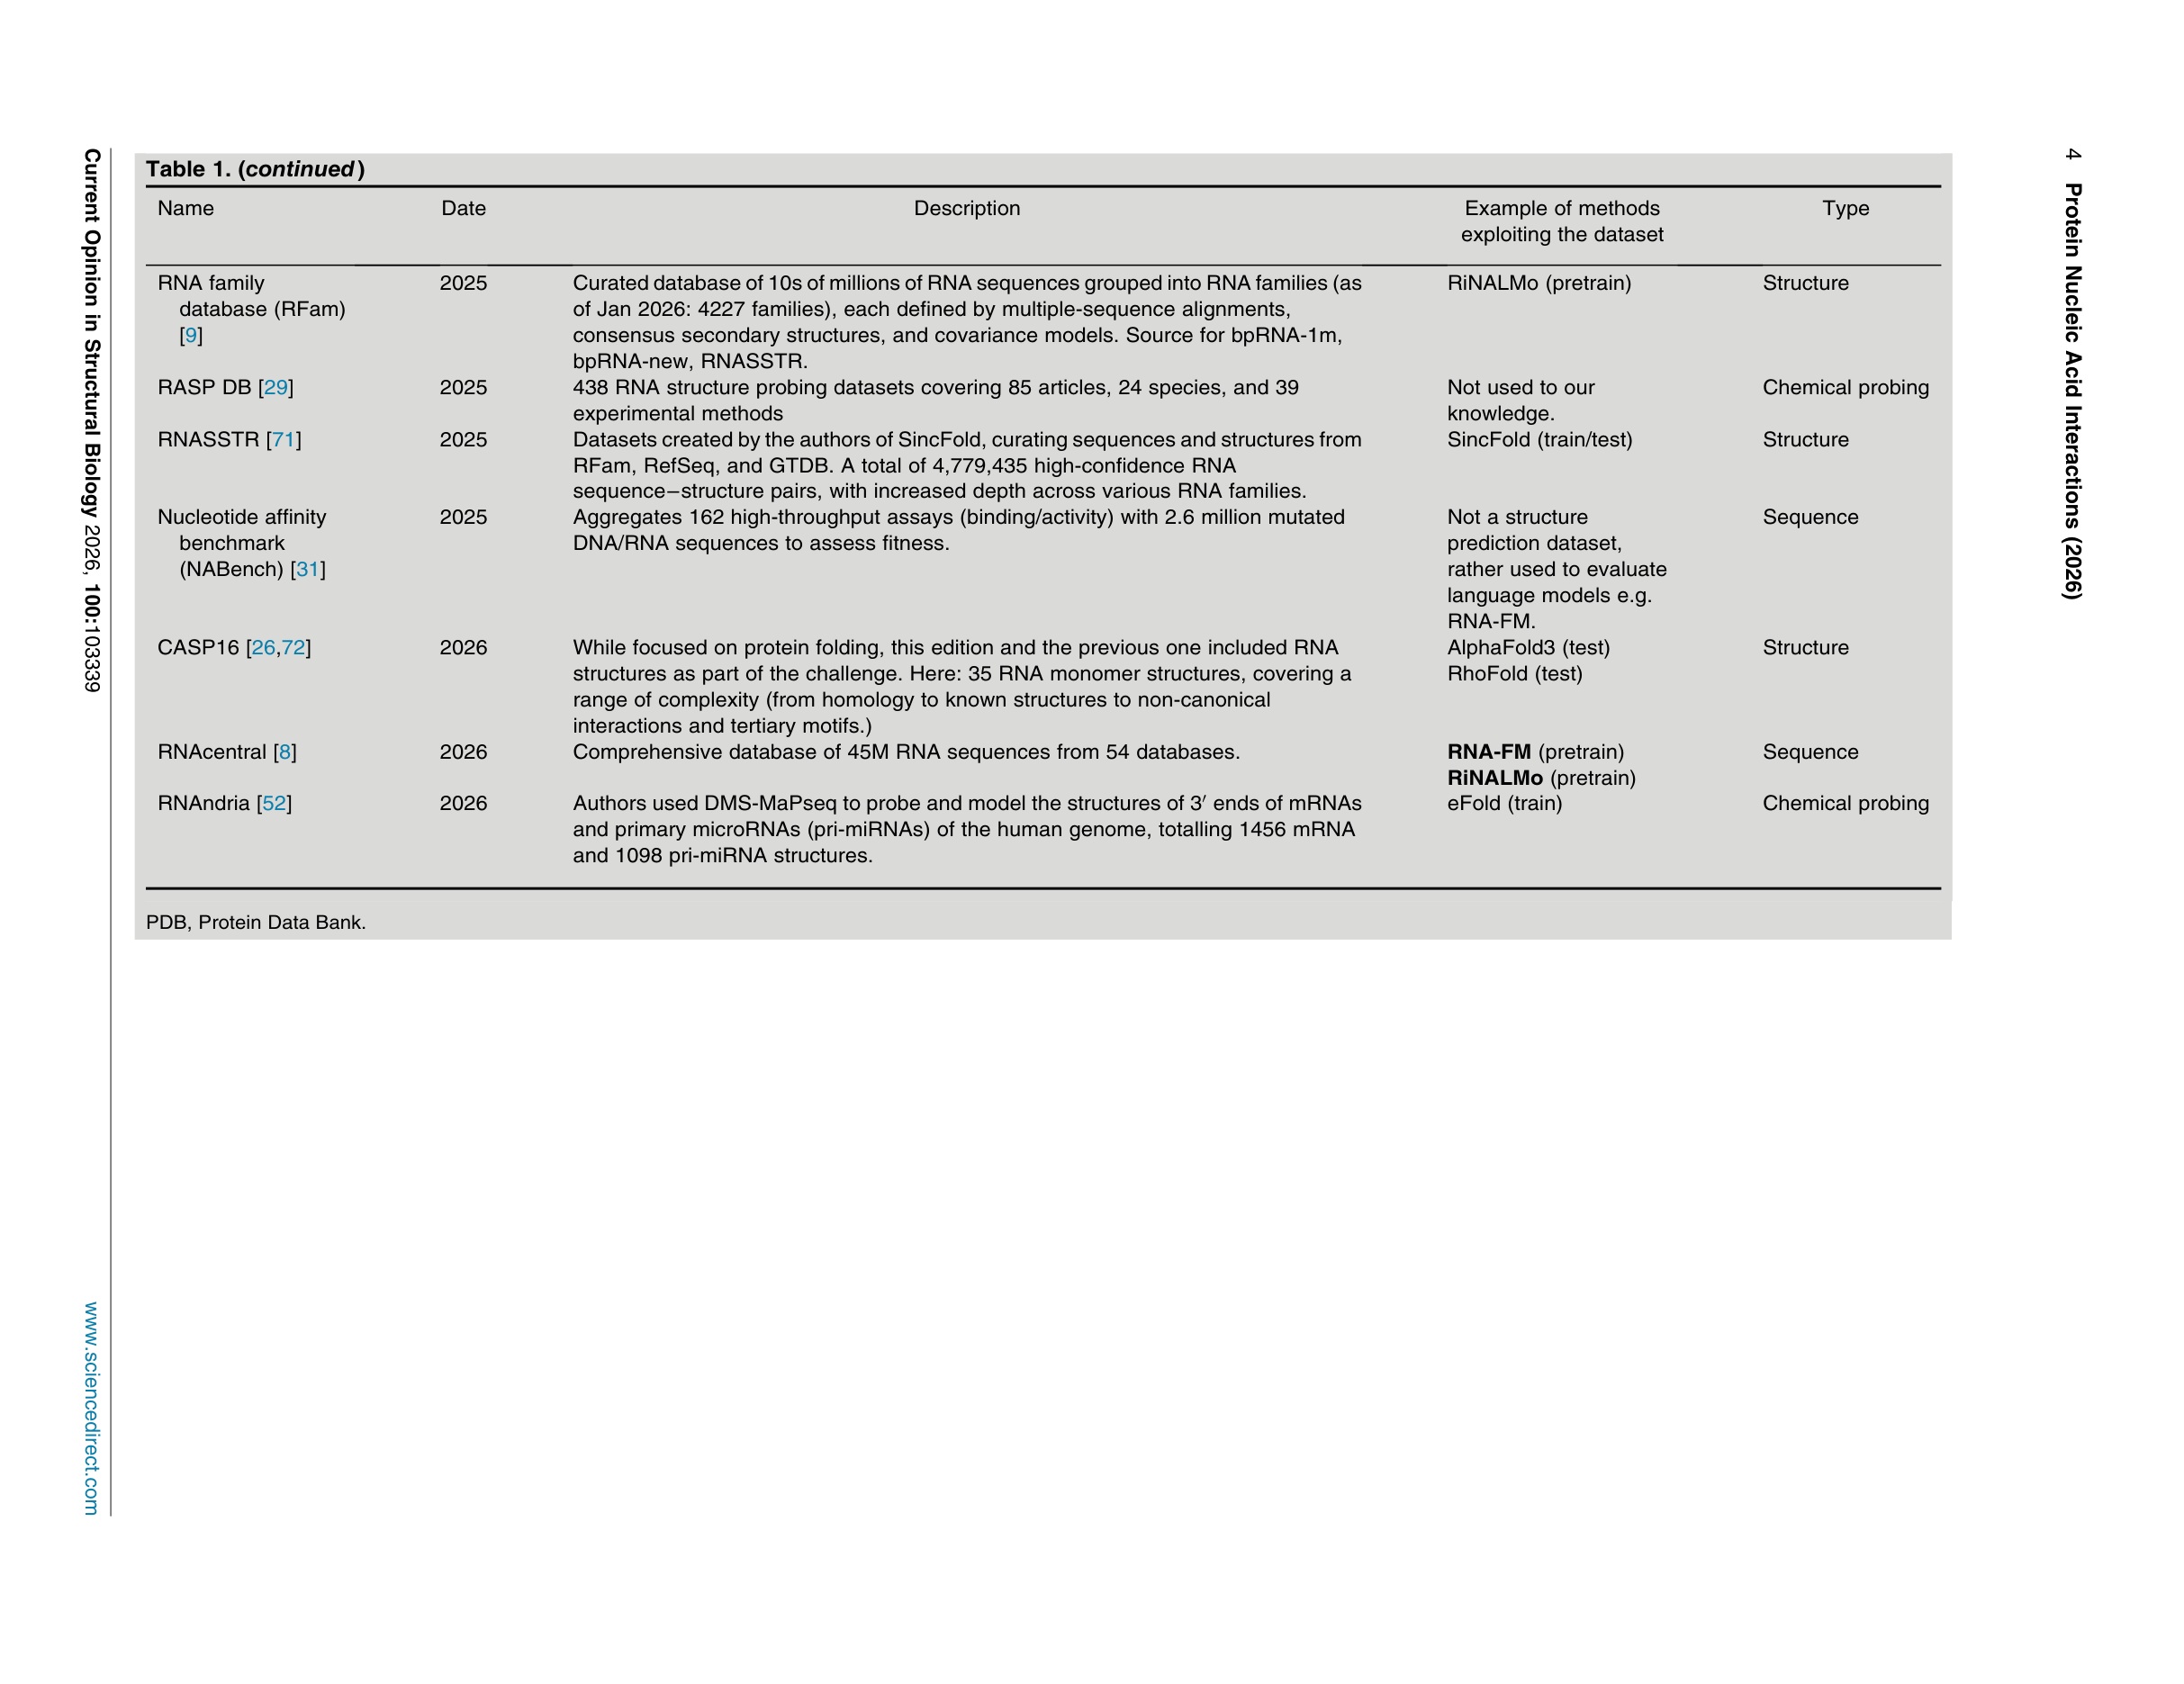 4 Protein Nucleic Acid Interactions (2026)
Table 1. (continued)
Name Date Description Example of methods exploiting the dataset Type
RNA family database (RFam) [9]
2025
Curated database of 10s of millions of RNA sequences grouped into RNA families (as
of Jan 2026: 4227 families), each defined by multiple-sequence alignments,
consensus secondary structures, and covariance models. Source for bpRNA-1m,
bpRNA-new, RNASSTR.
RiNALMo (pretrain)
Structure
RASP DB [29]
2025
438 RNA structure probing datasets covering 85 articles, 24 species, and 39
experimental methods
Not used to our
knowledge.
Chemical probing
RNASSTR [71]
2025
Datasets created by the authors of SincFold, curating sequences and structures from
RFam, RefSeq, and GTDB. A total of 4,779,435 high-confidence RNA
sequence–structure pairs, with increased depth across various RNA families.
SincFold (train/test)
Structure
Nucleotide affinity
benchmark
(NABench) [31]
2025
Aggregates 162 high-throughput assays (binding/activity) with 2.6 million mutated
DNA/RNA sequences to assess fitness.
Not a structure
prediction dataset,
rather used to evaluate
language models e.g.
RNA-FM.
Sequence
CASP16 [26,72]
2026
While focused on protein folding, this edition and the previous one included RNA
structures as part of the challenge. Here: 35 RNA monomer structures, covering a
range of complexity (from homology to known structures to non-canonical
interactions and tertiary motifs.)
AlphaFold3 (test)
RhoFold (test)
Structure
RNAcentral [8]
2026
Comprehensive database of 45M RNA sequences from 54 databases.
RNA-FM (pretrain)
RiNALMo (pretrain)
Sequence
RNAndria [52]
2026
Authors used DMS-MaPseq to probe and model the structures of 3′ ends of mRNAs
and primary microRNAs (pri-miRNAs) of the human genome, totalling 1456 mRNA
and 1098 pri-miRNA structures.
eFold (train)
Chemical probing
PDB, Protein Data Bank.
Current Opinion in Structural Biology 2026, 100:103339
www.sciencedirect.com